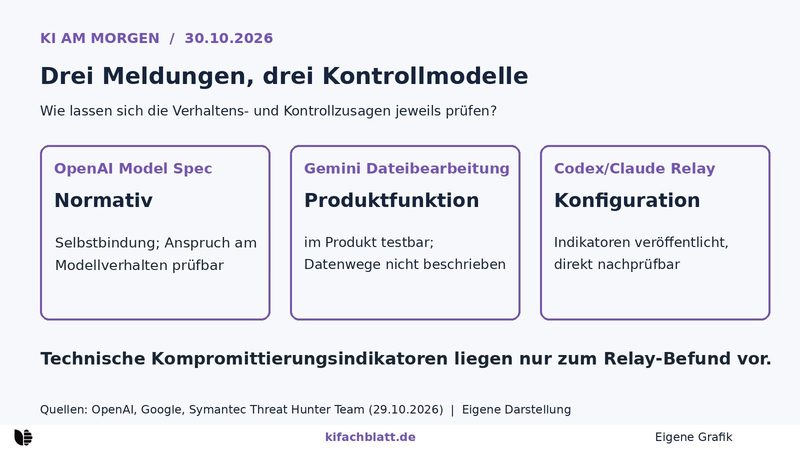 KI AM MORGEN / 30.10.2026
Drei Meldungen, drei Kontrollmodelle
Wie lassen sich die Verhaltens- und Kontrollzusagen jeweils prüfen?
OpenAI Model Spec
Normativ
Selbstbindung; Anspruch am
Modellverhalten prüfbar
Gemini Dateibearbeitung
Produktfunktion
im Produkt testbar;
Datenwege nicht beschrieben
Codex/Claude Relay
Konfiguration
Indikatoren veröffentlicht,
direkt nachprüfbar
Technische Kompromittierungsindikatoren liegen nur zum Relay-Befund vor.
Quellen: OpenAI, Google, Symantec Threat Hunter Team (29.10.2026) | Eigene Darstellung
kifachblatt.de
Eigene Grafik